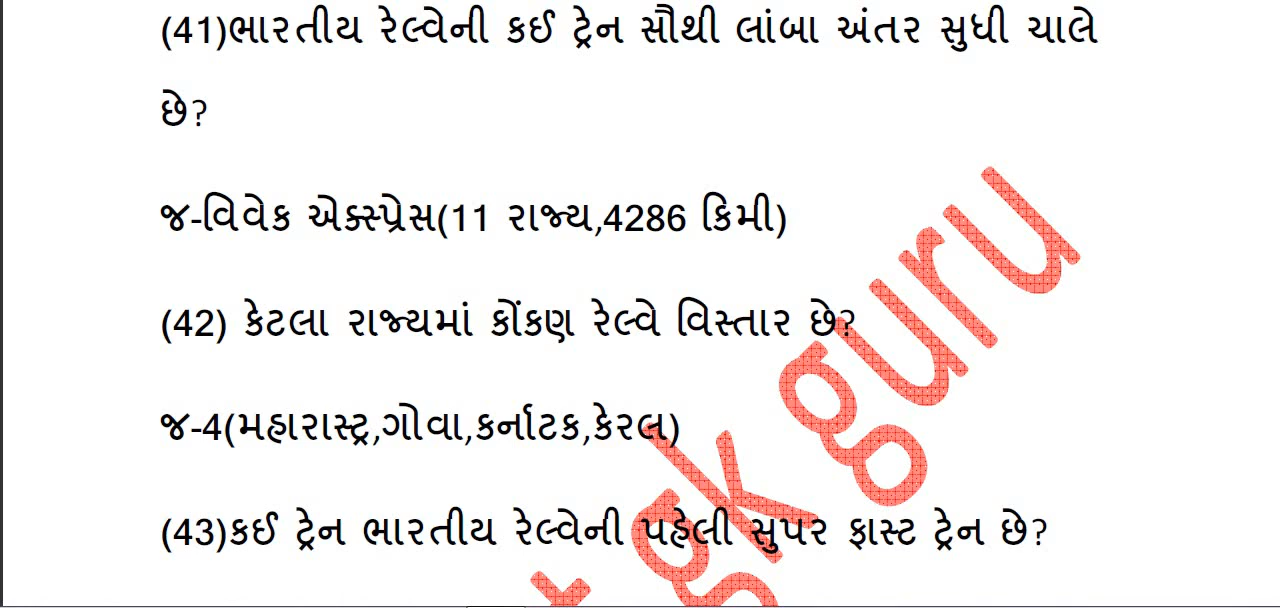 (41)ભારતીય રેલ્વેની કઈ ટ્રેન સૌથી લાંબા અંતર સુધી ચાલે
છે?
જ-વિવેક એક્સ્પ્રેસ(11 રાજ્ય,4286 કિમી)
(42) કેટલા રાજ્યમાં કોંકણ રેલ્વે વિસ્તાર છે?
જ-4(મહારાસ્ટ્ર,ગોવા,કર્નાટક,કેરલ)
(43)કઈ ટ્રેન ભારતીય રેલ્વેની પહેલી સુપર ફાસ્ટ ટ્રેન છે?
gk guru